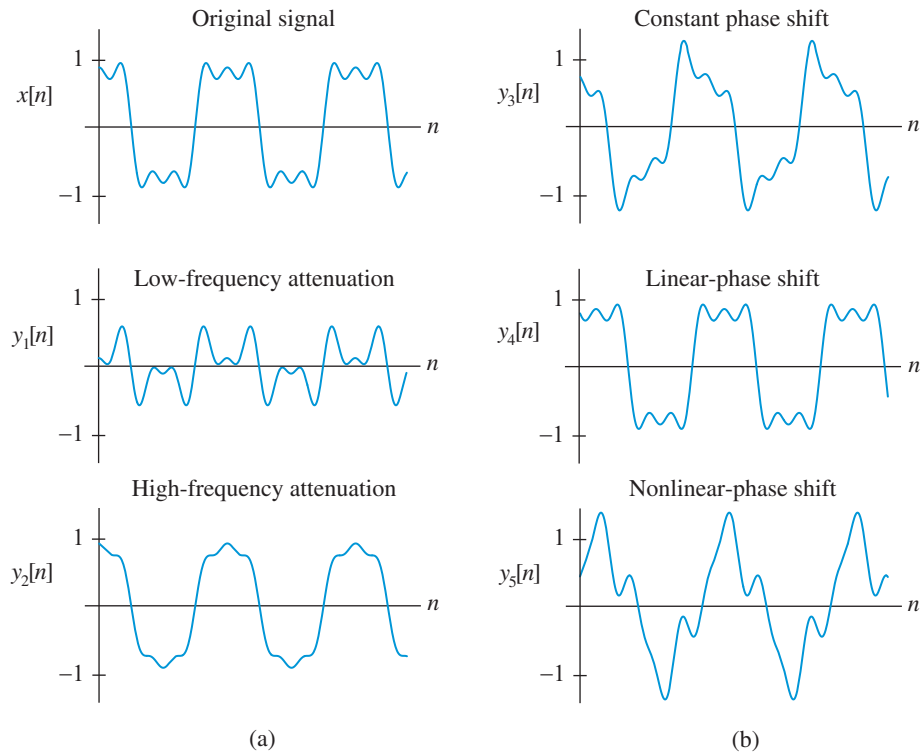 Original signal
1
x[n]
n
−1
Low-frequency attenuation
1
y1[n]
n
−1
High-frequency attenuation
1
y2[n]
n
−1
(a)
Constant phase shift
1
y3[n]
n
−1
Linear-phase shift
1
y4[n]
n
−1
Nonlinear-phase shift
1
y5[n]
n
−1
(b)